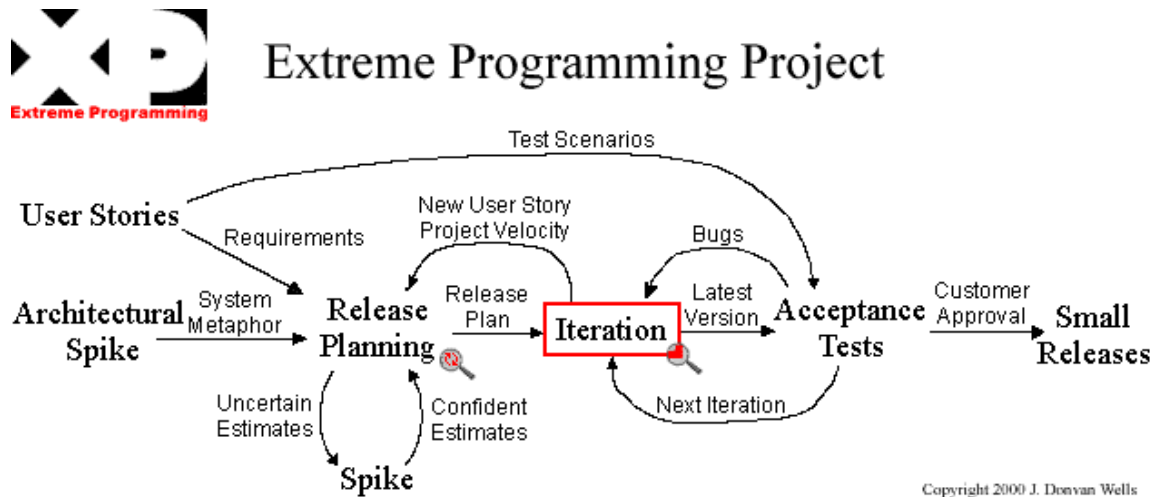 XP
Extreme Programming
Extreme Programming Project
Test Scenarios
User Stories
New User Story
Project Velocity
Bugs
Requirements
Architectural
Spike
System
Metaphor
Release
Planning
Release
Plan
Iteration
Latest
Version
Acceptance
Tests
Customer
Approval
Small
Releases
Uncertain
Estimates
Confident
Estimates
Next Iteration
Spike
Copyright 2000 J. Donvan Wells